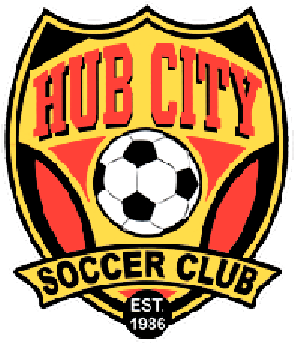 HUB CITY
SOCCER CLUB
EST.
1986